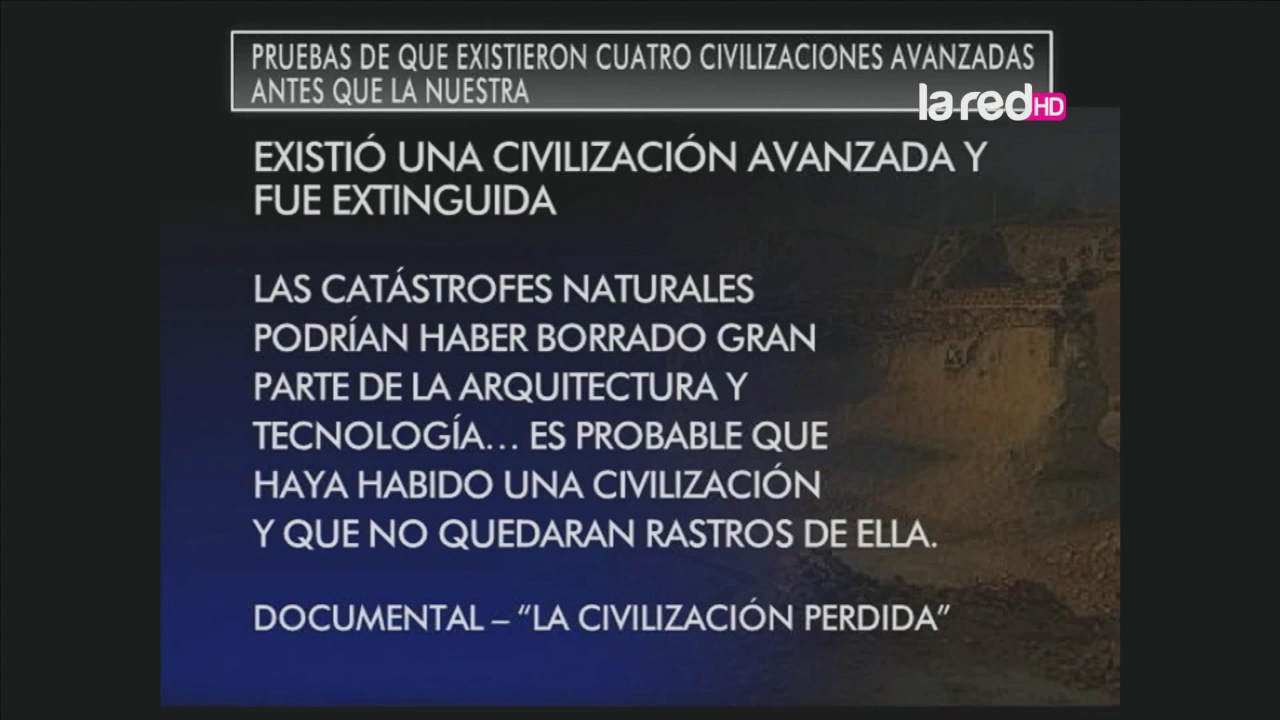 PRUEBAS DE QUE EXISTIERON CUATRO CIVILIZACIONES AVANZADAS
ANTES QUE LA NUESTRA
la red HD
EXISTIÓ UNA CIVILIZACIÓN AVANZADA Y
FUE EXTINGUIDA
LAS CATÁSTROFES NATURALES
PODRÍAN HABER BORRADO GRAN
PARTE DE LA ARQUITECTURA Y
TECNOLOGÍA... ES PROBABLE QUE
HAYA HABIDO UNA CIVILIZACIÓN
Y QUE NO QUEDARAN RASTROS DE ELLA.
DOCUMENTAL – “LA CIVILIZACIÓN PERDIDA”